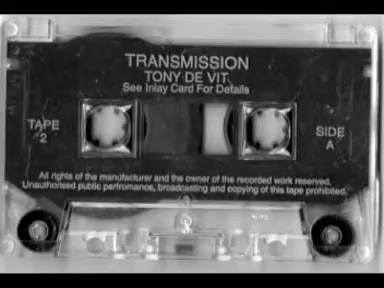 TRANSMISSION
TONY DE VIT
See Inlay Card For Details
TAPE
2
SIDE
A
All rights of the manufacturer and the owner of the recorded work reserved.
Unauthorised public perfromance, broadcasting and copying of this tape prohibited.